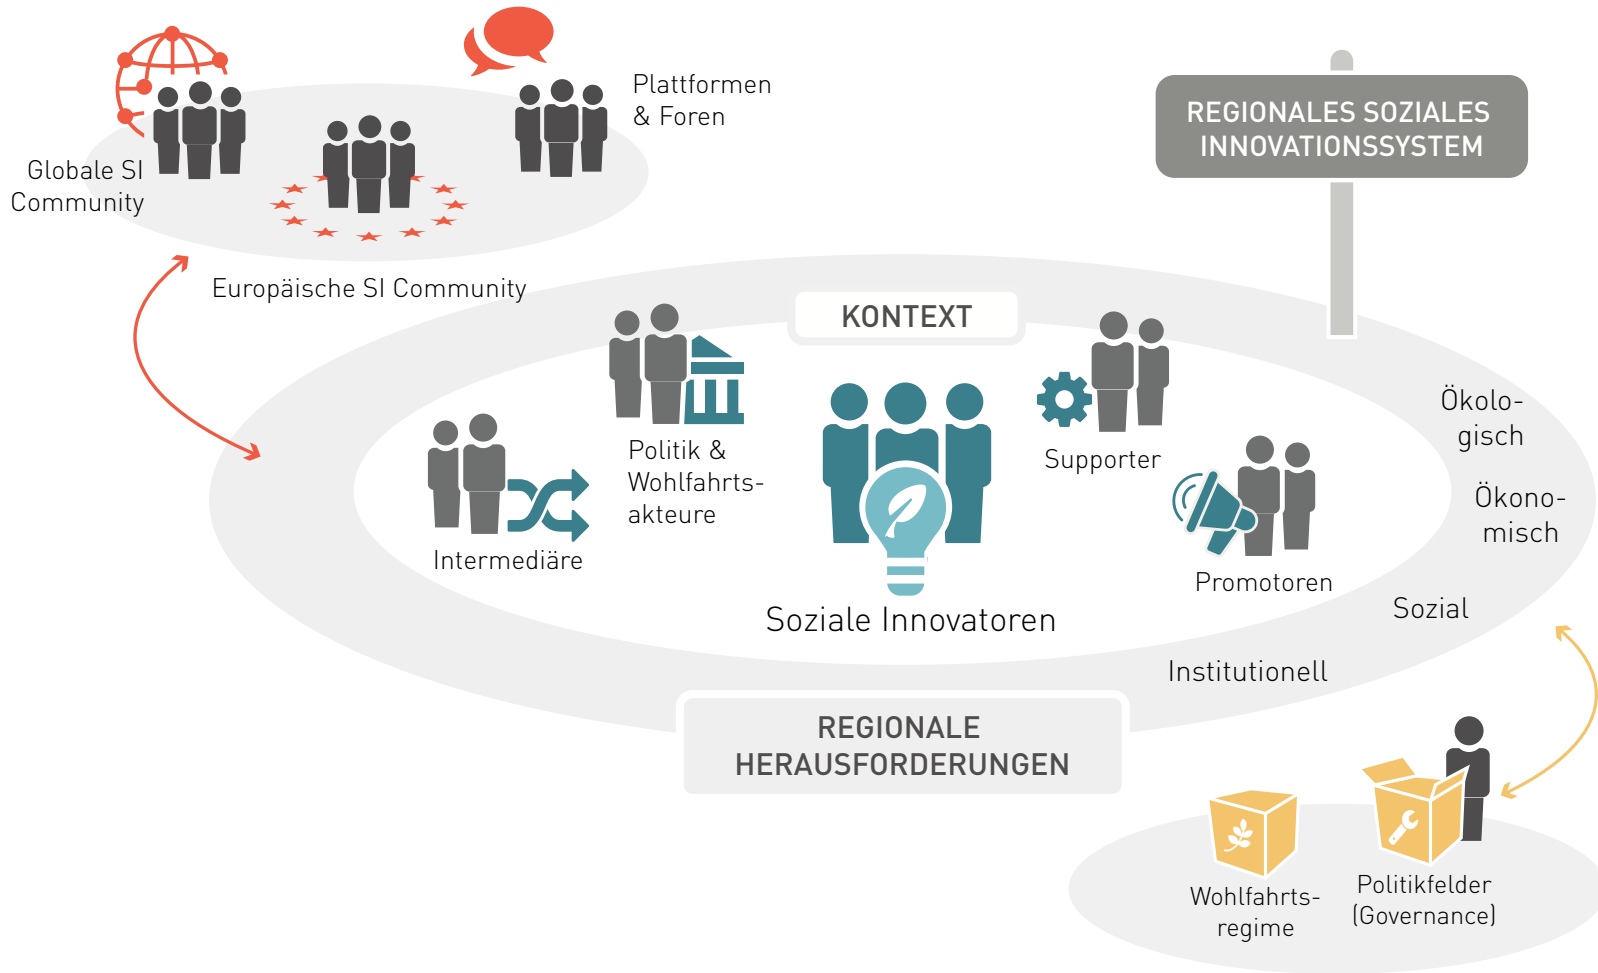 Plattformen
& Foren
Globale SI
Community
Europäische SI Community
REGIONALES SOZIALES
INNOVATIONSSYSTEM
KONTEXT
Politik &
Wohlfahrts-
akteure
Intermediäre
Soziale Innovatoren
Supporter
Promotoren
Ökolo-
gisch
Ökono-
misch
Sozial
Institutionell
REGIONALE
HERAUSFORDERUNGEN
Wohlfahrts-
regime
Politikfelder
(Governance)